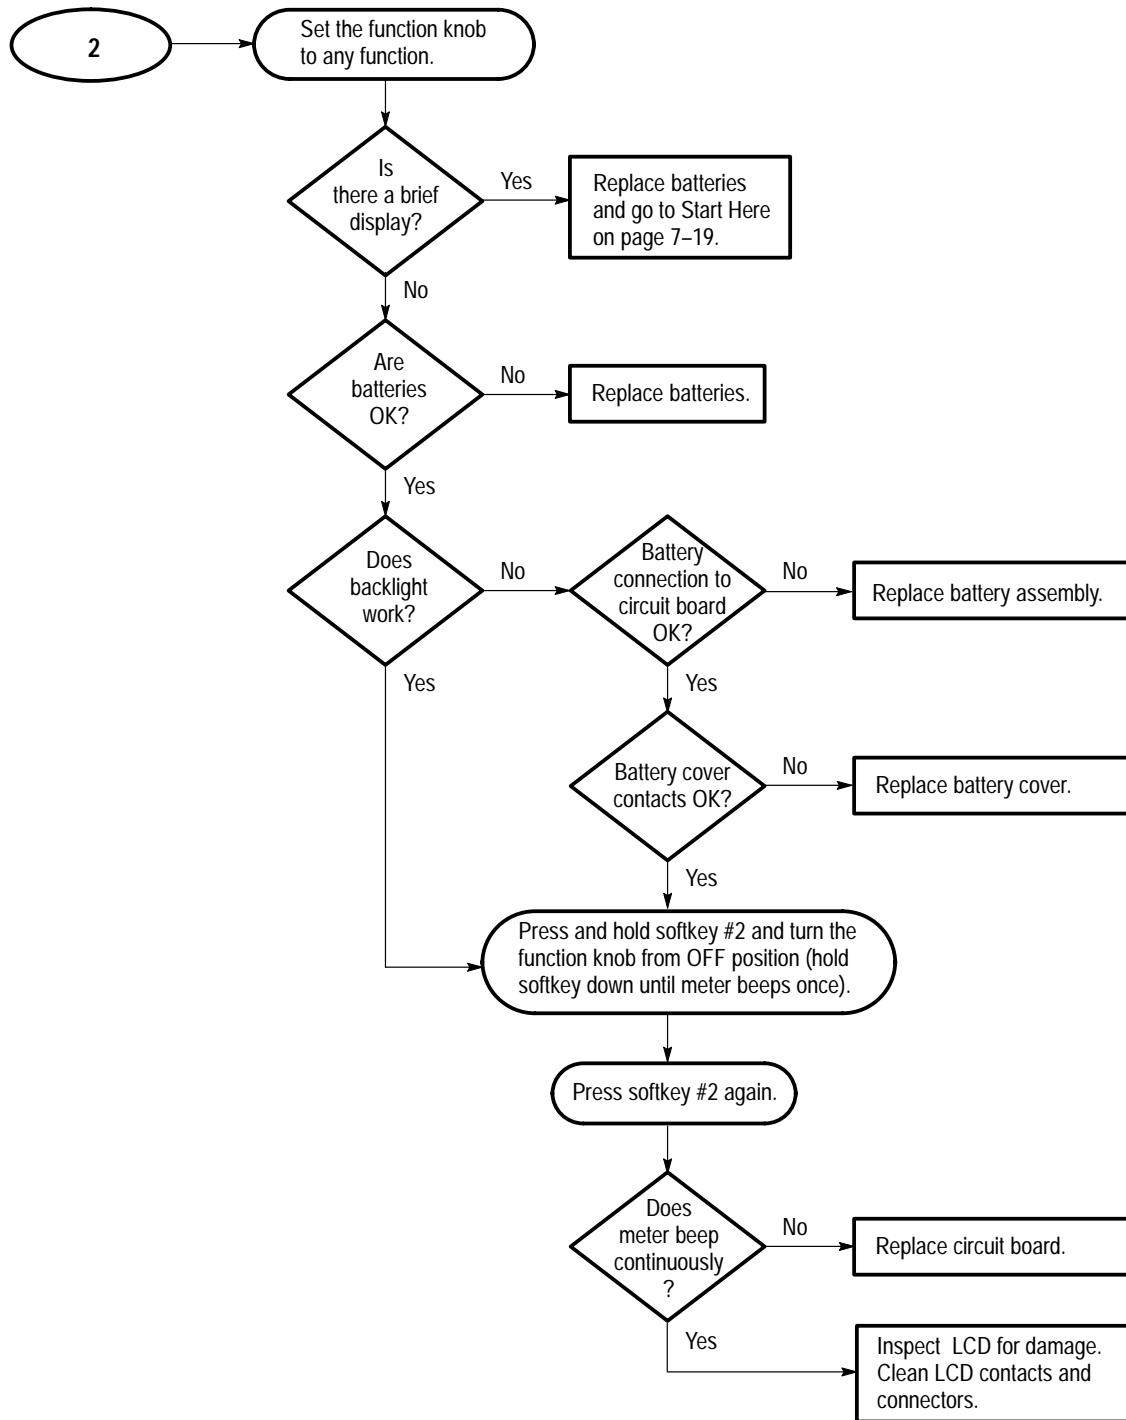 2
Set the function knob
to any function.
Is
there a brief
display?
Yes
Replace batteries
and go to Start Here
on page 7–19.
No
Are
batteries
OK?
No
Replace batteries.
Yes
Does
backlight
work?
No
Battery
connection to
circuit board
OK?
No
Replace battery assembly.
Yes
Yes
Battery cover
contacts OK?
No
Replace battery cover.
Yes
Press and hold softkey #2 and turn the
function knob from OFF position (hold
softkey down until meter beeps once).
Press softkey #2 again.
Does
meter beep
continuously
?
No
Replace circuit board.
Yes
Inspect LCD for damage.
Clean LCD contacts and
connectors.